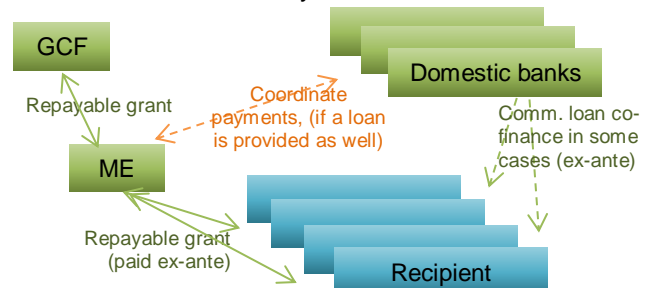 GCF
Domestic banks
Repayable grant
Coordinate
payments, (if a loan
is provided as well)
Comm. loan co-
finance in some
cases (ex-ante)
ME
Repayable grant
(paid ex-ante)
Recipient